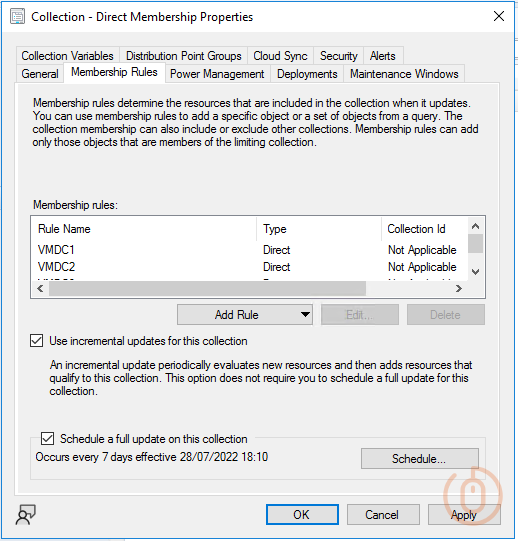 Collection - Direct Membership Properties
Collection Variables Distribution Point Groups Cloud Sync Security Alerts
General Membership Rules Power Management Deployments Maintenance Windows
Membership rules determine the resources that are included in the collection when it updates.
You can use membership rules to add a specific object or a set of objects from a query. The
collection membership can also include or exclude other collections. Membership rules can add
only those objects that are members of the limiting collection.
Membership rules:
Rule Name Type Collection Id
VMDC1 Direct Not Applicable
VMDC2 Direct Not Applicable
Add Rule Edit... Delete
Use incremental updates for this collection
An incremental update periodically evaluates new resources and then adds resources that
qualify to this collection. This option does not require you to schedule a full update for this
collection.
Schedule a full update on this collection
Occurs every 7 days effective 28/07/2022 18:10 Schedule...
OK Cancel Apply